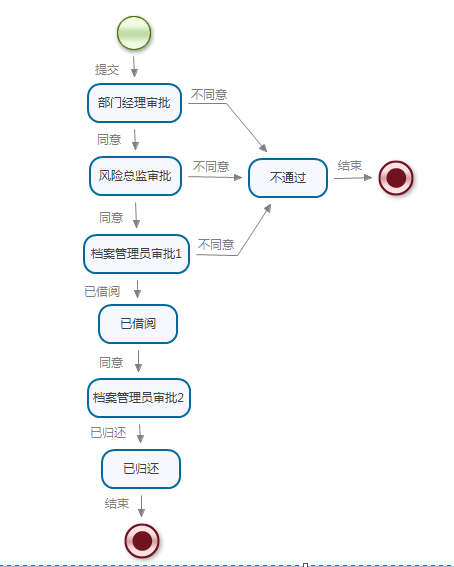 提交
部门经理审批
不同意
同意
风险总监审批
不同意
不通过
结束
同意
档案管理员审批1
不同意
已借阅
已借阅
同意
档案管理员审批2
已归还
已归还
结束